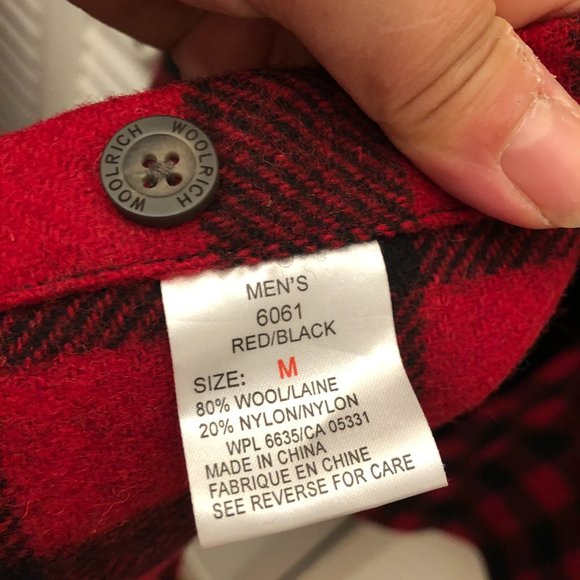 WOOLRICH WOOLRICH
MEN'S
6061
RED/BLACK
SIZE: M
80% WOOL/LAINE
20% NYLON/NYLON
WPL 6635/CA 05331
MADE IN CHINA
FABRIQUE EN CHINE
SEE REVERSE FOR CARE